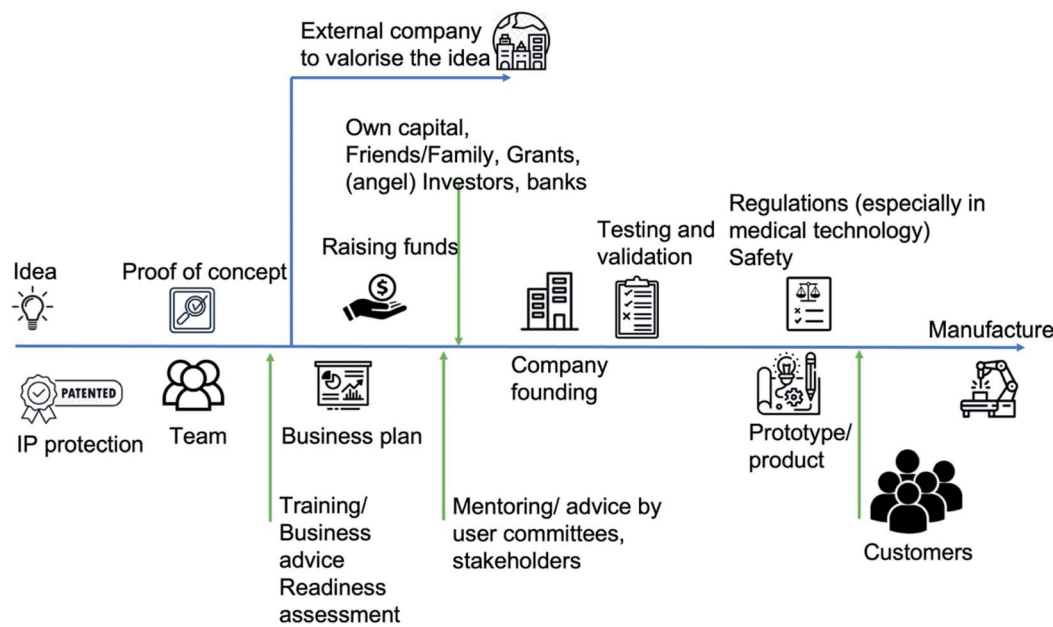 External company
to valorise the idea
Own capital,
Friends/Family, Grants,
(angel) Investors, banks
Regulations (especially in
medical technology)
Safety
Testing and
validation
Raising funds
Idea
Proof of concept
$
Manufacture
PATENTED
IP protection
Team
Business plan
Company
founding
Prototype/
product
Training/
Business
advice
Readiness
assessment
Mentoring/ advice by
user committees,
stakeholders
Customers